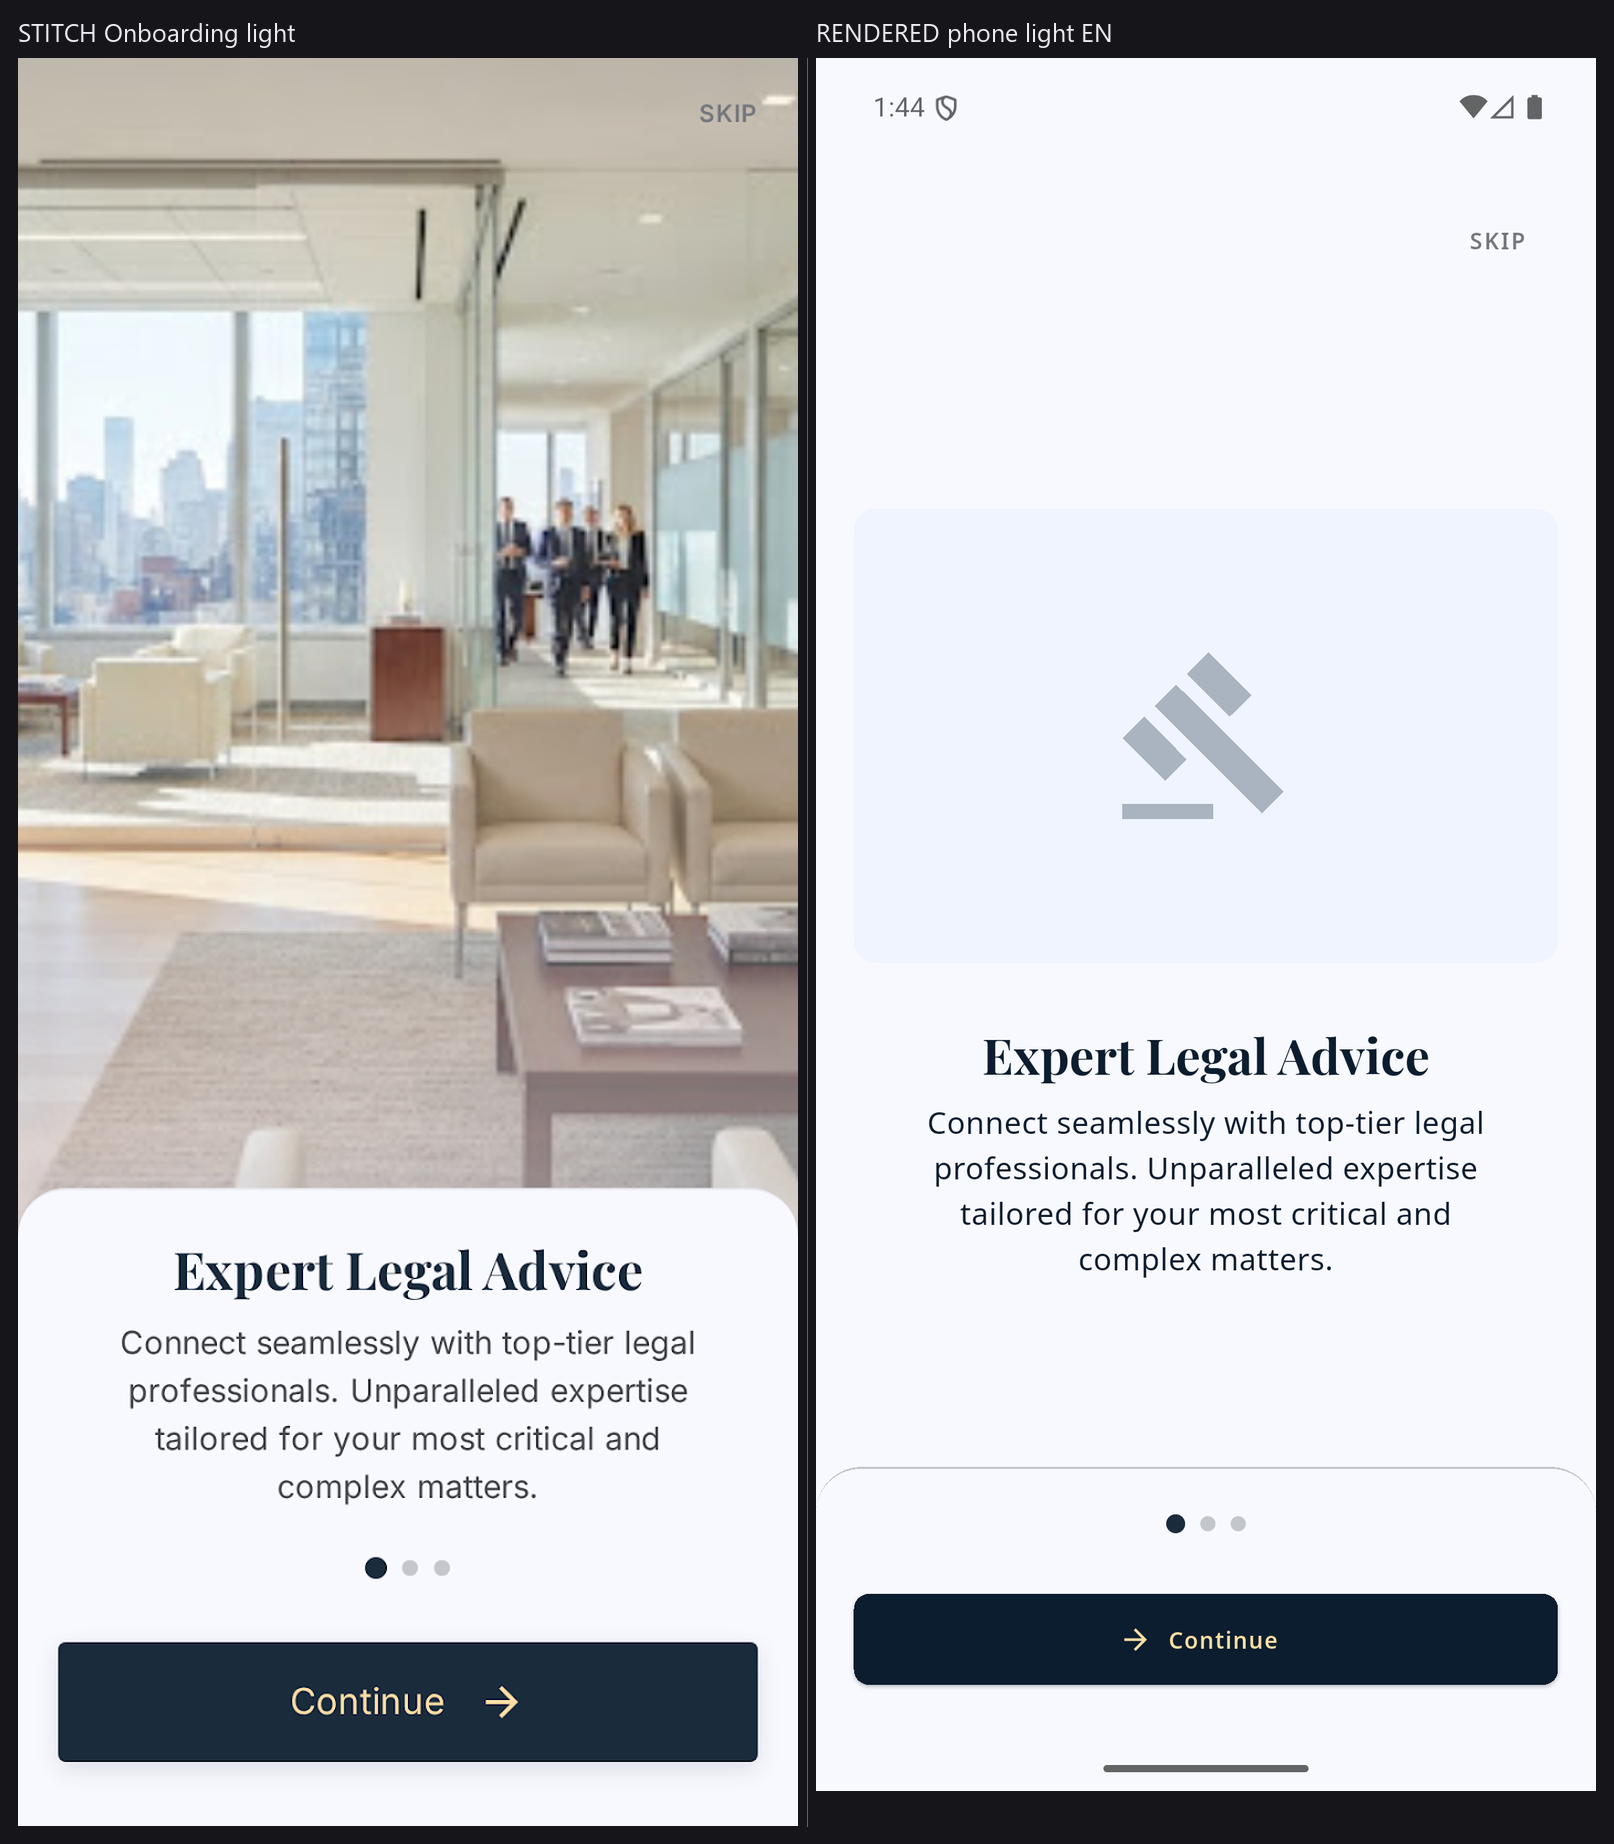 STITCH Onboarding light
SKIP
Expert Legal Advice
Connect seamlessly with top-tier legal
professionals. Unparalleled expertise
tailored for your most critical and
complex matters.
Continue
RENDERED phone light EN
1:44
SKIP
Expert Legal Advice
Connect seamlessly with top-tier legal
professionals. Unparalleled expertise
tailored for your most critical and
complex matters.
Continue